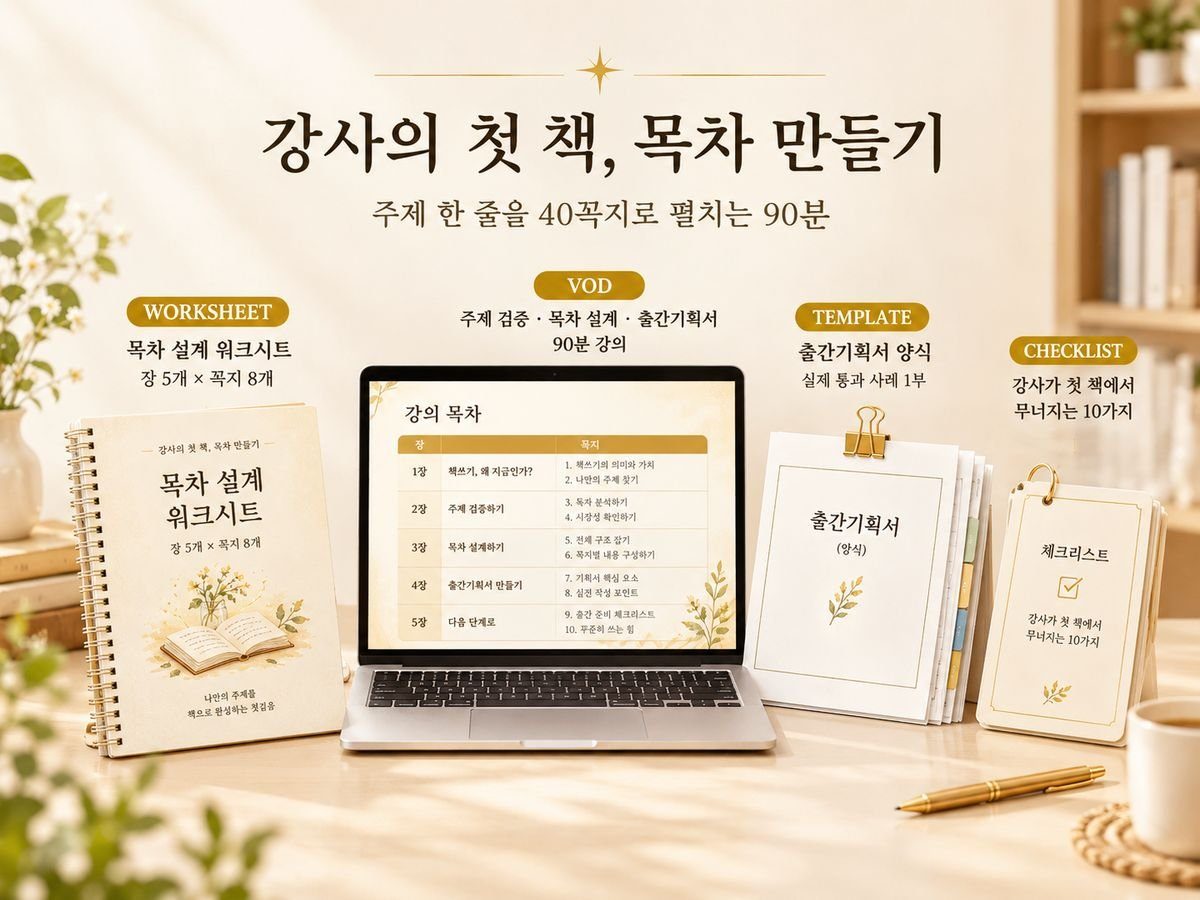 강사의 첫 책, 목차 만들기
주제 한 줄을 40꼭지로 펼치는 90분
WORKSHEET
목차 설계 워크시트
장 5개 × 꼭지 8개
VOD
주제 검증 · 목차 설계 · 출간기획서
90분 강의
TEMPLATE
출간기획서 양식
실제 통과 사례 1부
CHECKLIST
강사가 첫 책에서
무너지는 10가지
강사의 첫 책, 목차 만들기
목차 설계
워크시트
장 5개 × 꼭지 8개
나만의 주제를
책으로 완성하는 첫걸음
강의 목차
장 꼭지
1장 책쓰기, 왜 지금인가? 1. 책쓰기의 의미와 가치
2. 나만의 주제 찾기
2장 주제 검증하기 3. 독자 분석하기
4. 시장성 확인하기
3장 목차 설계하기 5. 전체 구조 잡기
6. 꼭지별 내용 구성하기
4장 출간기획서 만들기 7. 기획서 핵심 요소
8. 실전 작성 포인트
5장 다음 단계로 9. 출간 준비 체크리스트
10. 꾸준히 쓰는 힘
출간기획서
(양식)
체크리스트
강사가 첫 책에서
무너지는 10가지